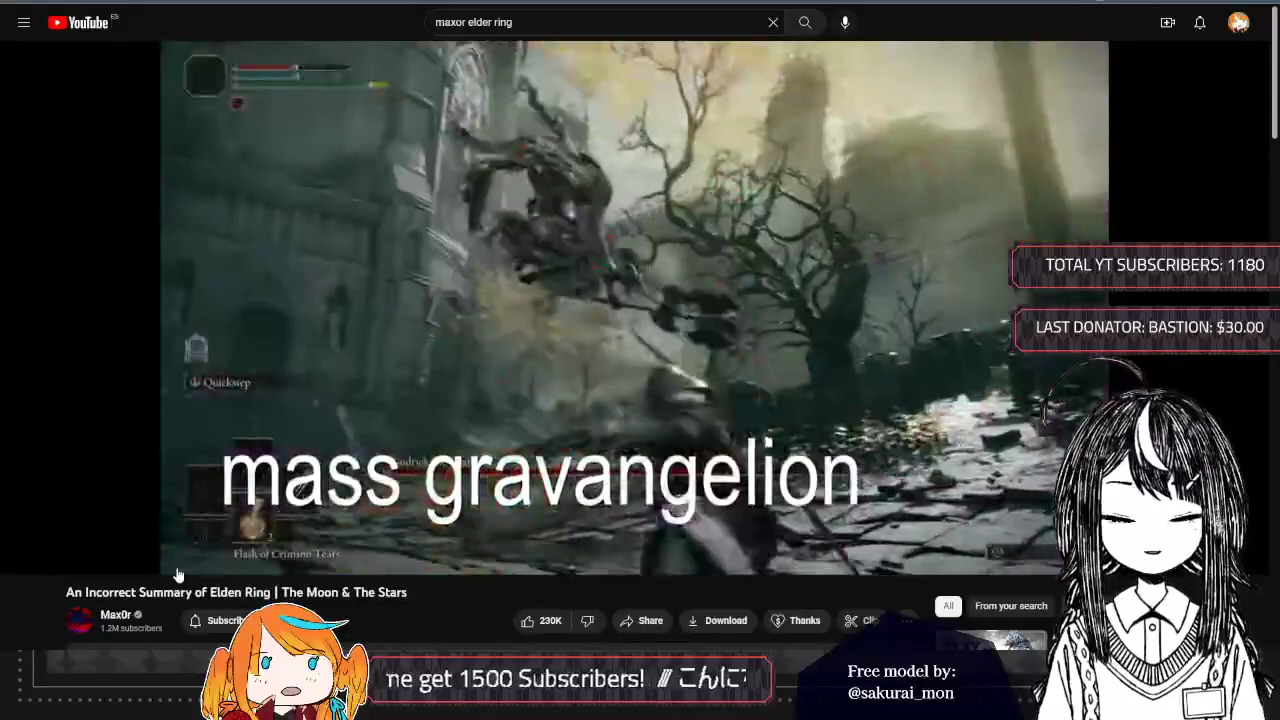 YouTube ES
maxor elder ring
TOTAL YT SUBSCRIBERS: 1180
LAST DONATOR: BASTION: $30.00
Quickstep
mass gravangelion
Flask of Crimson Tears
An Incorrect Summary of Elden Ring | The Moon & The Stars
Max0r
1.2M subscribers
230K
Share
Download
Thanks
All
From your search
ne get 1500 Subscribers! /// こんに
Free model by:
@sakurai_mon